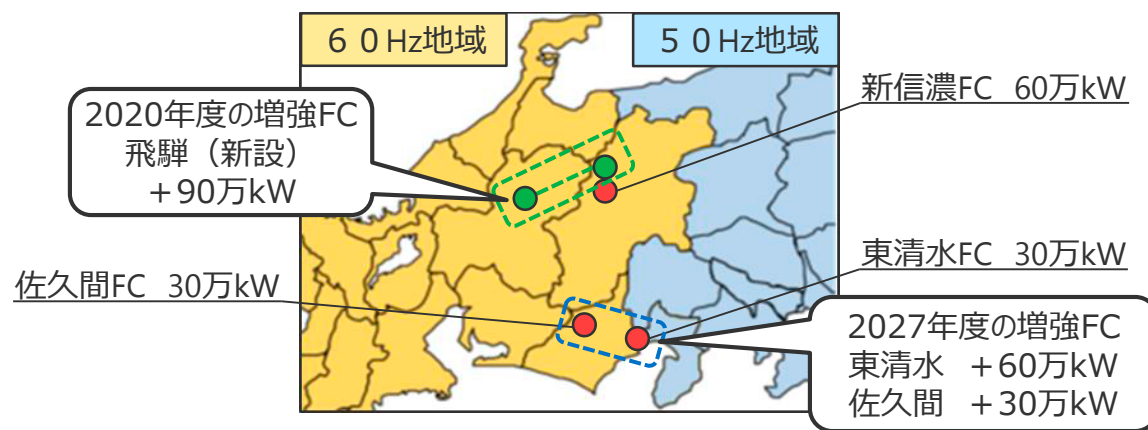 ６０Hz地域
５０Hz地域
新信濃FC 60万kW
2020年度の増強FC
飛騨（新設）
＋90万kW
佐久間FC 30万kW
東清水FC 30万kW
2027年度の増強FC
東清水 ＋60万kW
佐久間 ＋30万kW